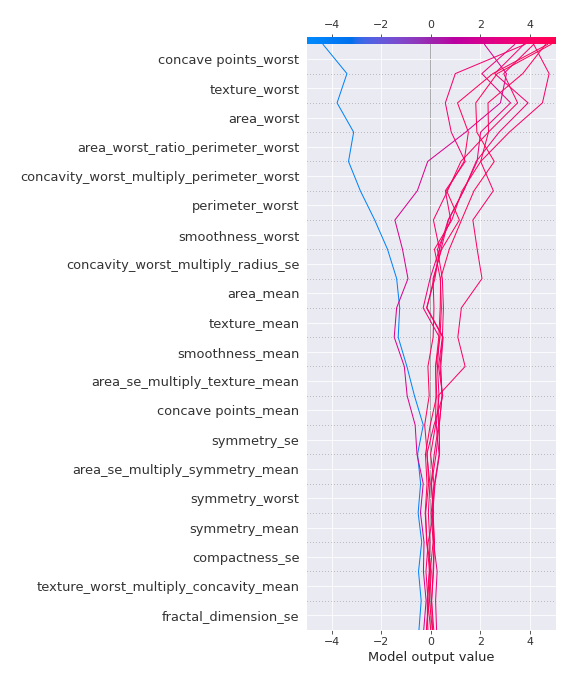 −4 −2 0 2 4
concave points_worst
texture_worst
area_worst
area_worst_ratio_perimeter_worst
concavity_worst_multiply_perimeter_worst
perimeter_worst
smoothness_worst
concavity_worst_multiply_radius_se
area_mean
texture_mean
smoothness_mean
area_se_multiply_texture_mean
concave points_mean
symmetry_se
area_se_multiply_symmetry_mean
symmetry_worst
symmetry_mean
compactness_se
texture_worst_multiply_concavity_mean
fractal_dimension_se
−4 −2 0 2 4
Model output value